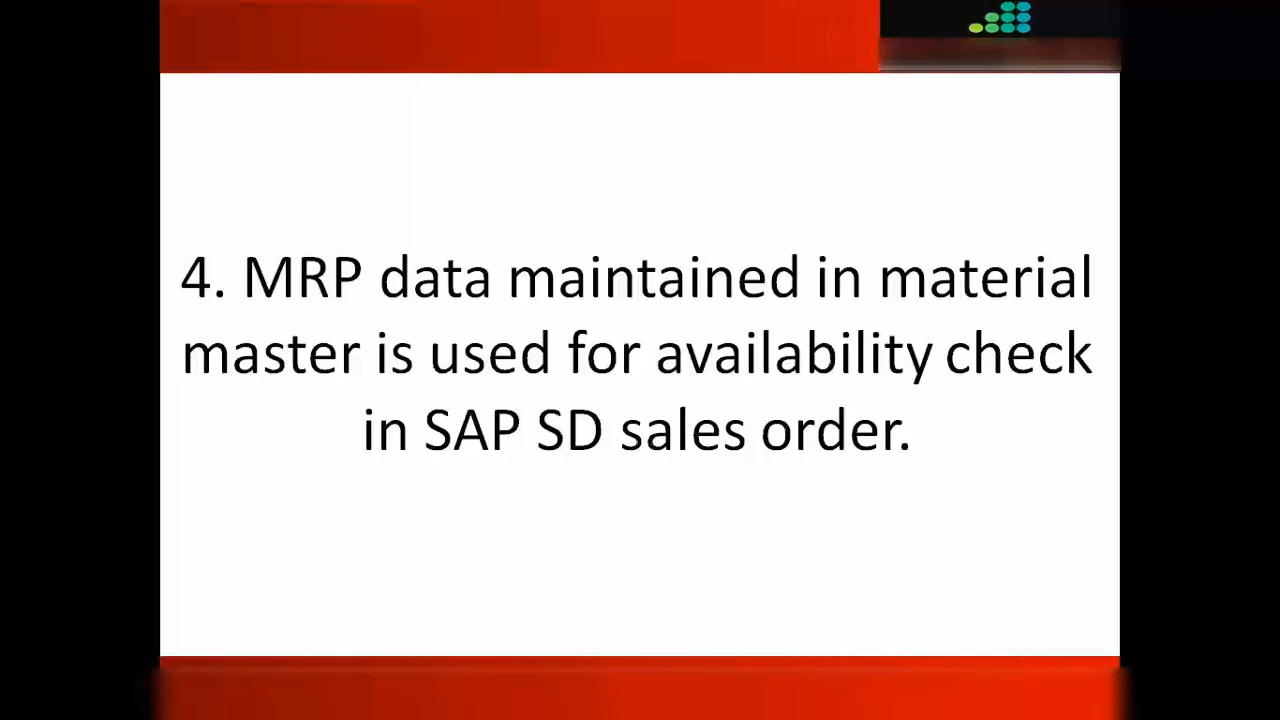 4. MRP data maintained in material
master is used for availability check
in SAP SD sales order.